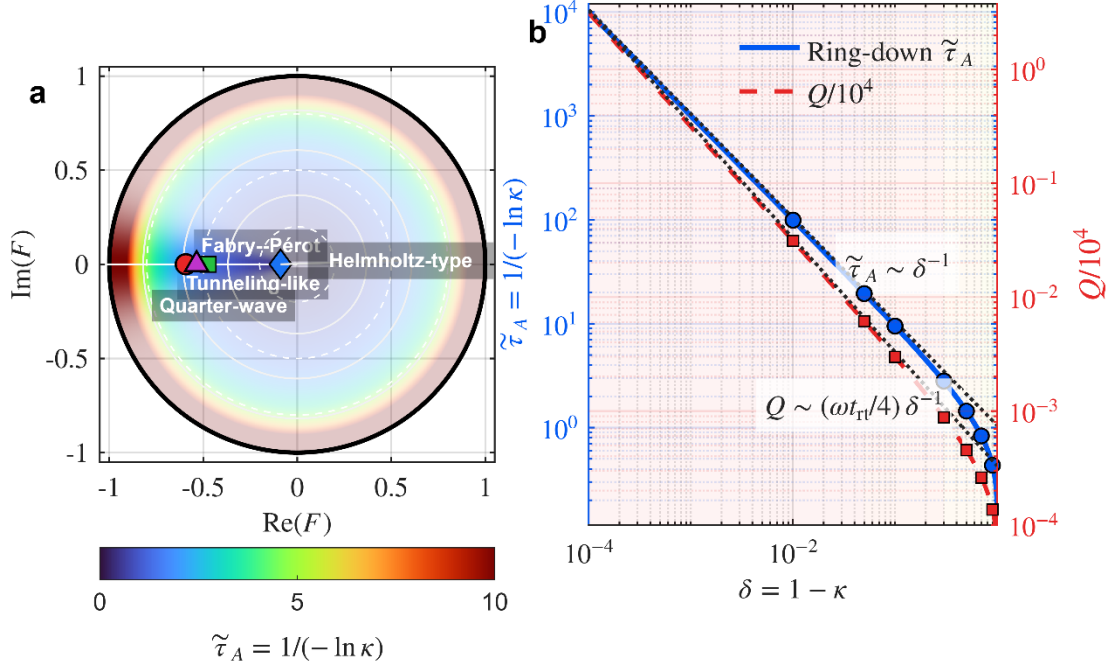 a
1
0.5
0
-0.5
-1
Im(F)
-1
-0.5
0
0.5
1
Re(F)
Fabry--Pérot
Helmholtz-type
Tunneling-like
Quarter-wave
0
5
10
τ̃_A = 1/(−ln κ)
b
10^4
10^3
10^2
10^1
10^0
τ̃_A = 1/(−ln κ)
Ring-down τ̃_A
Q/10^4
τ̃_A ~ δ^−1
Q ~ (ωt_rt/4) δ^−1
10^0
10^−1
10^−2
10^−3
10^−4
Q/10^4
10^−4
10^−2
δ = 1 − κ